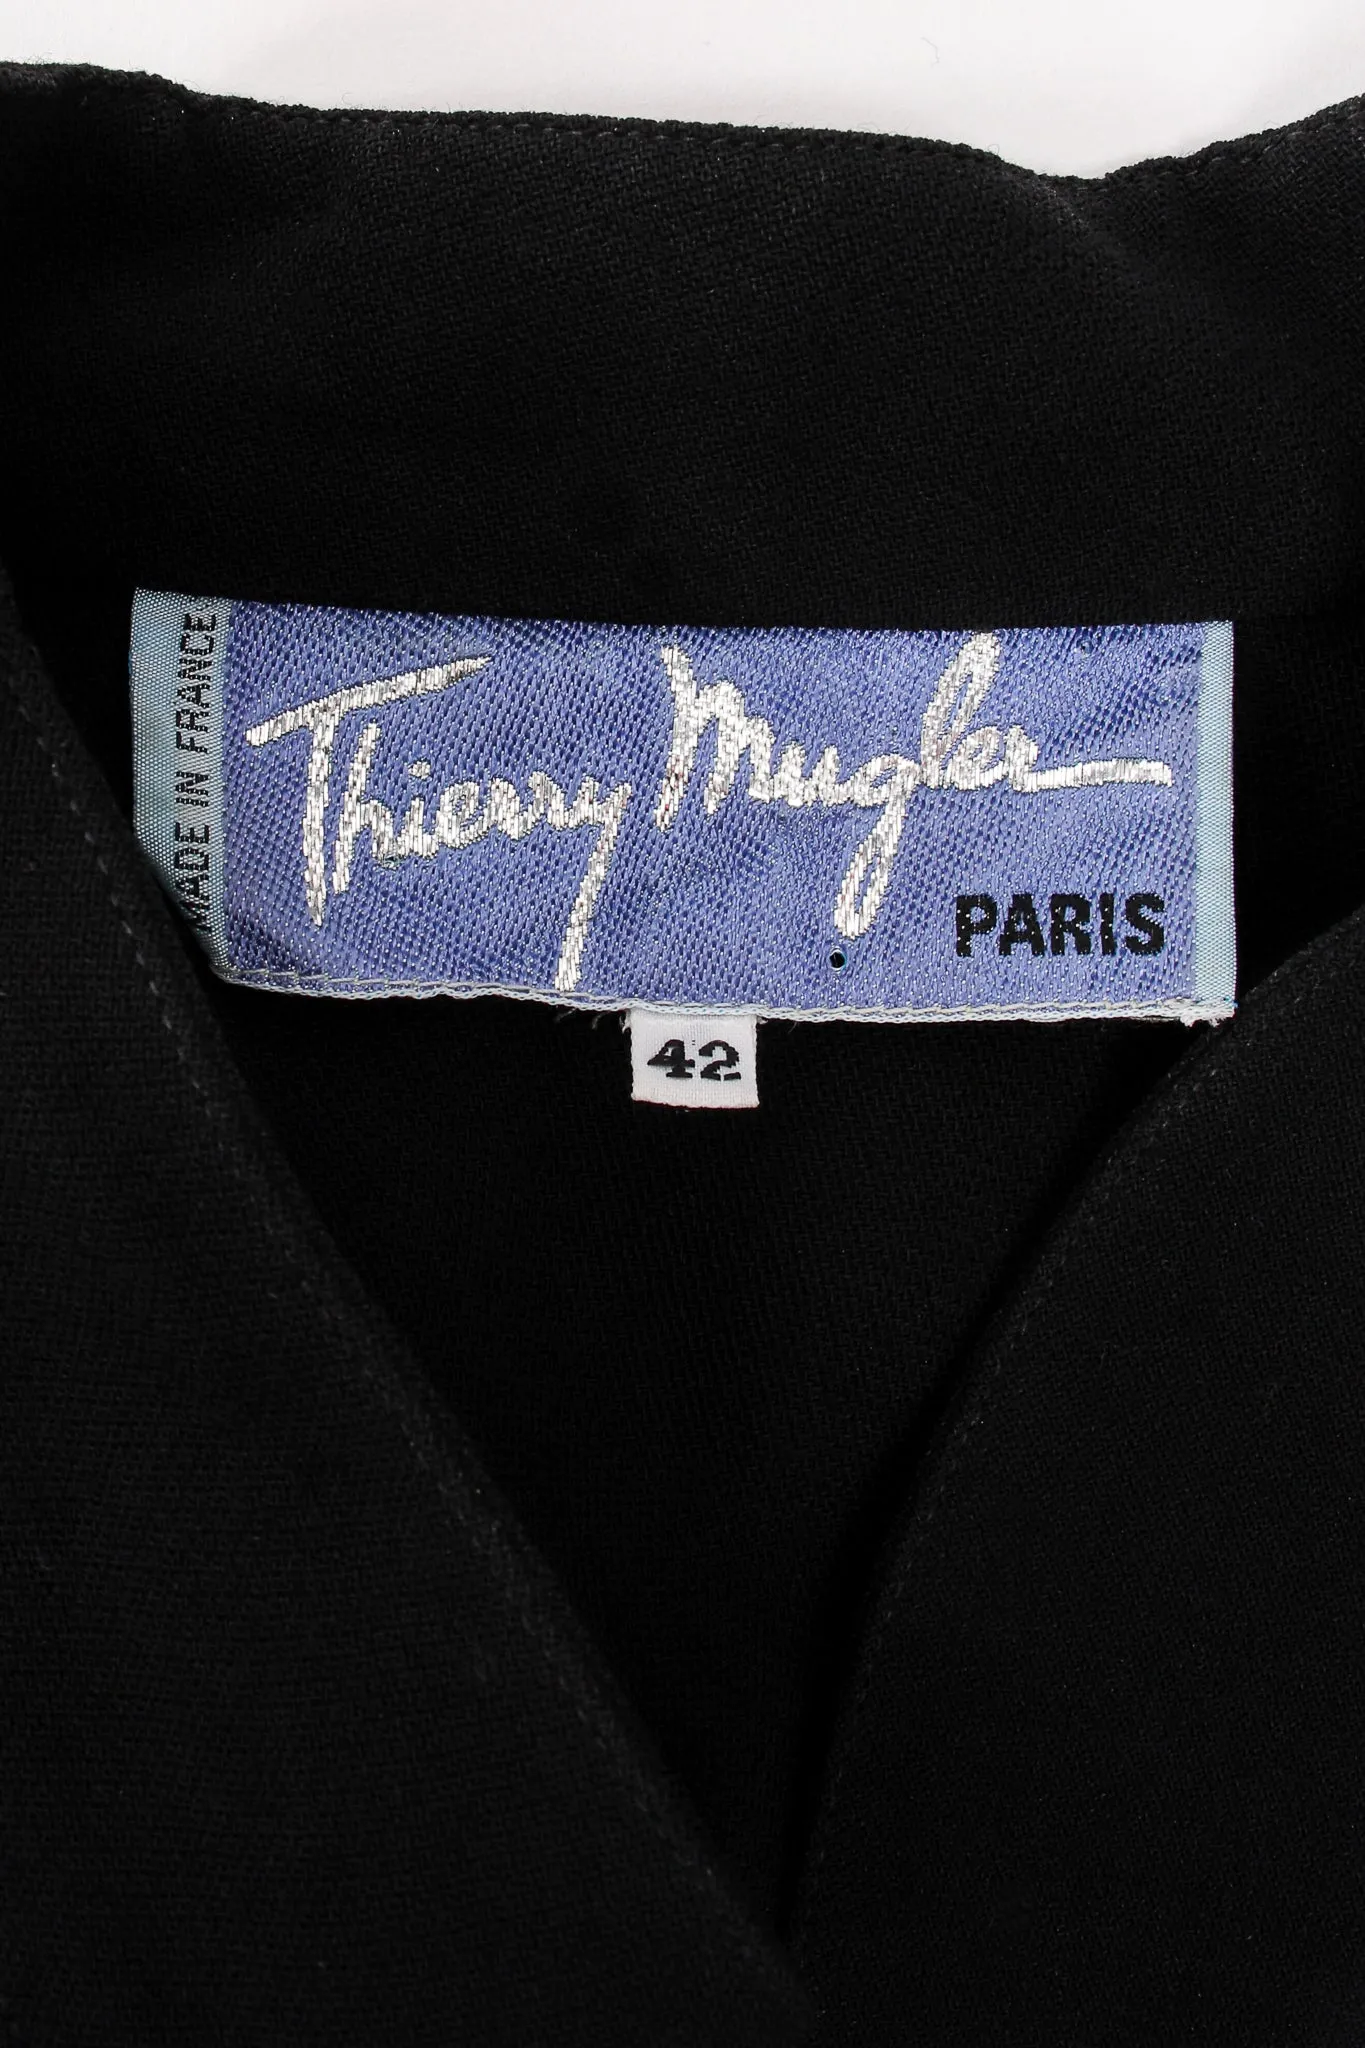 MADE IN FRANCE
Thierry Mugler
PARIS
42